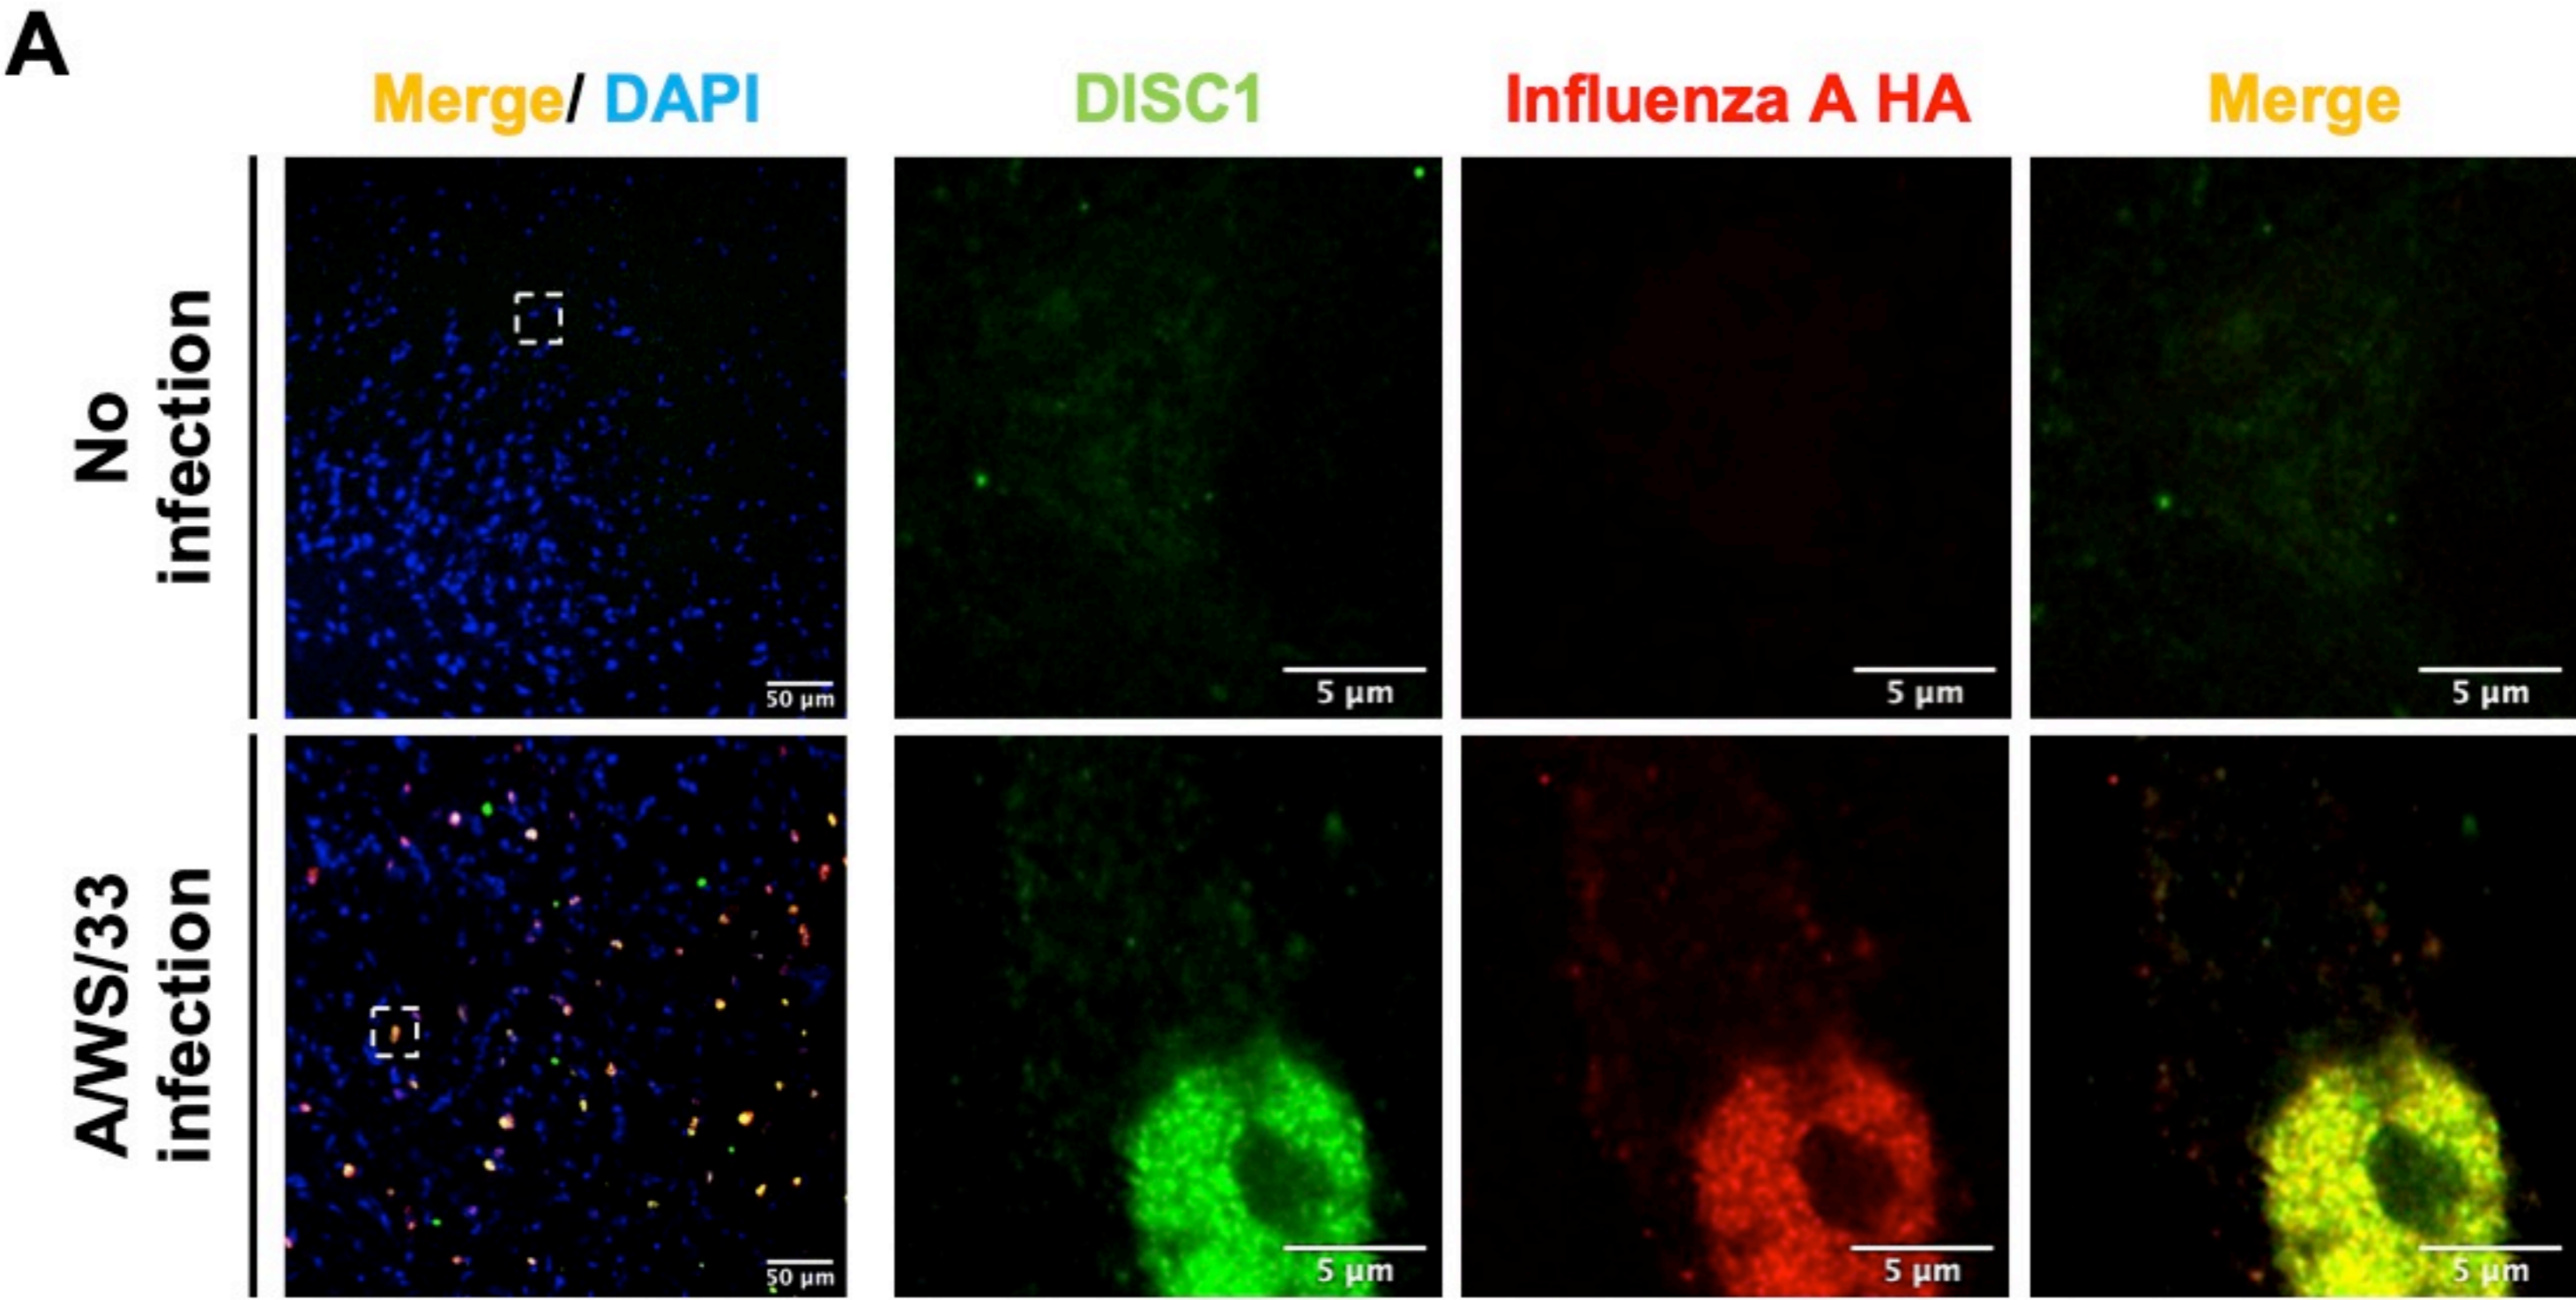 A
Merge/ DAPI
DISC1
Influenza A HA
Merge
No
infection
50 µm
5 µm
5 µm
5 µm
A/WS/33
infection
50 µm
5 µm
5 µm
5 µm